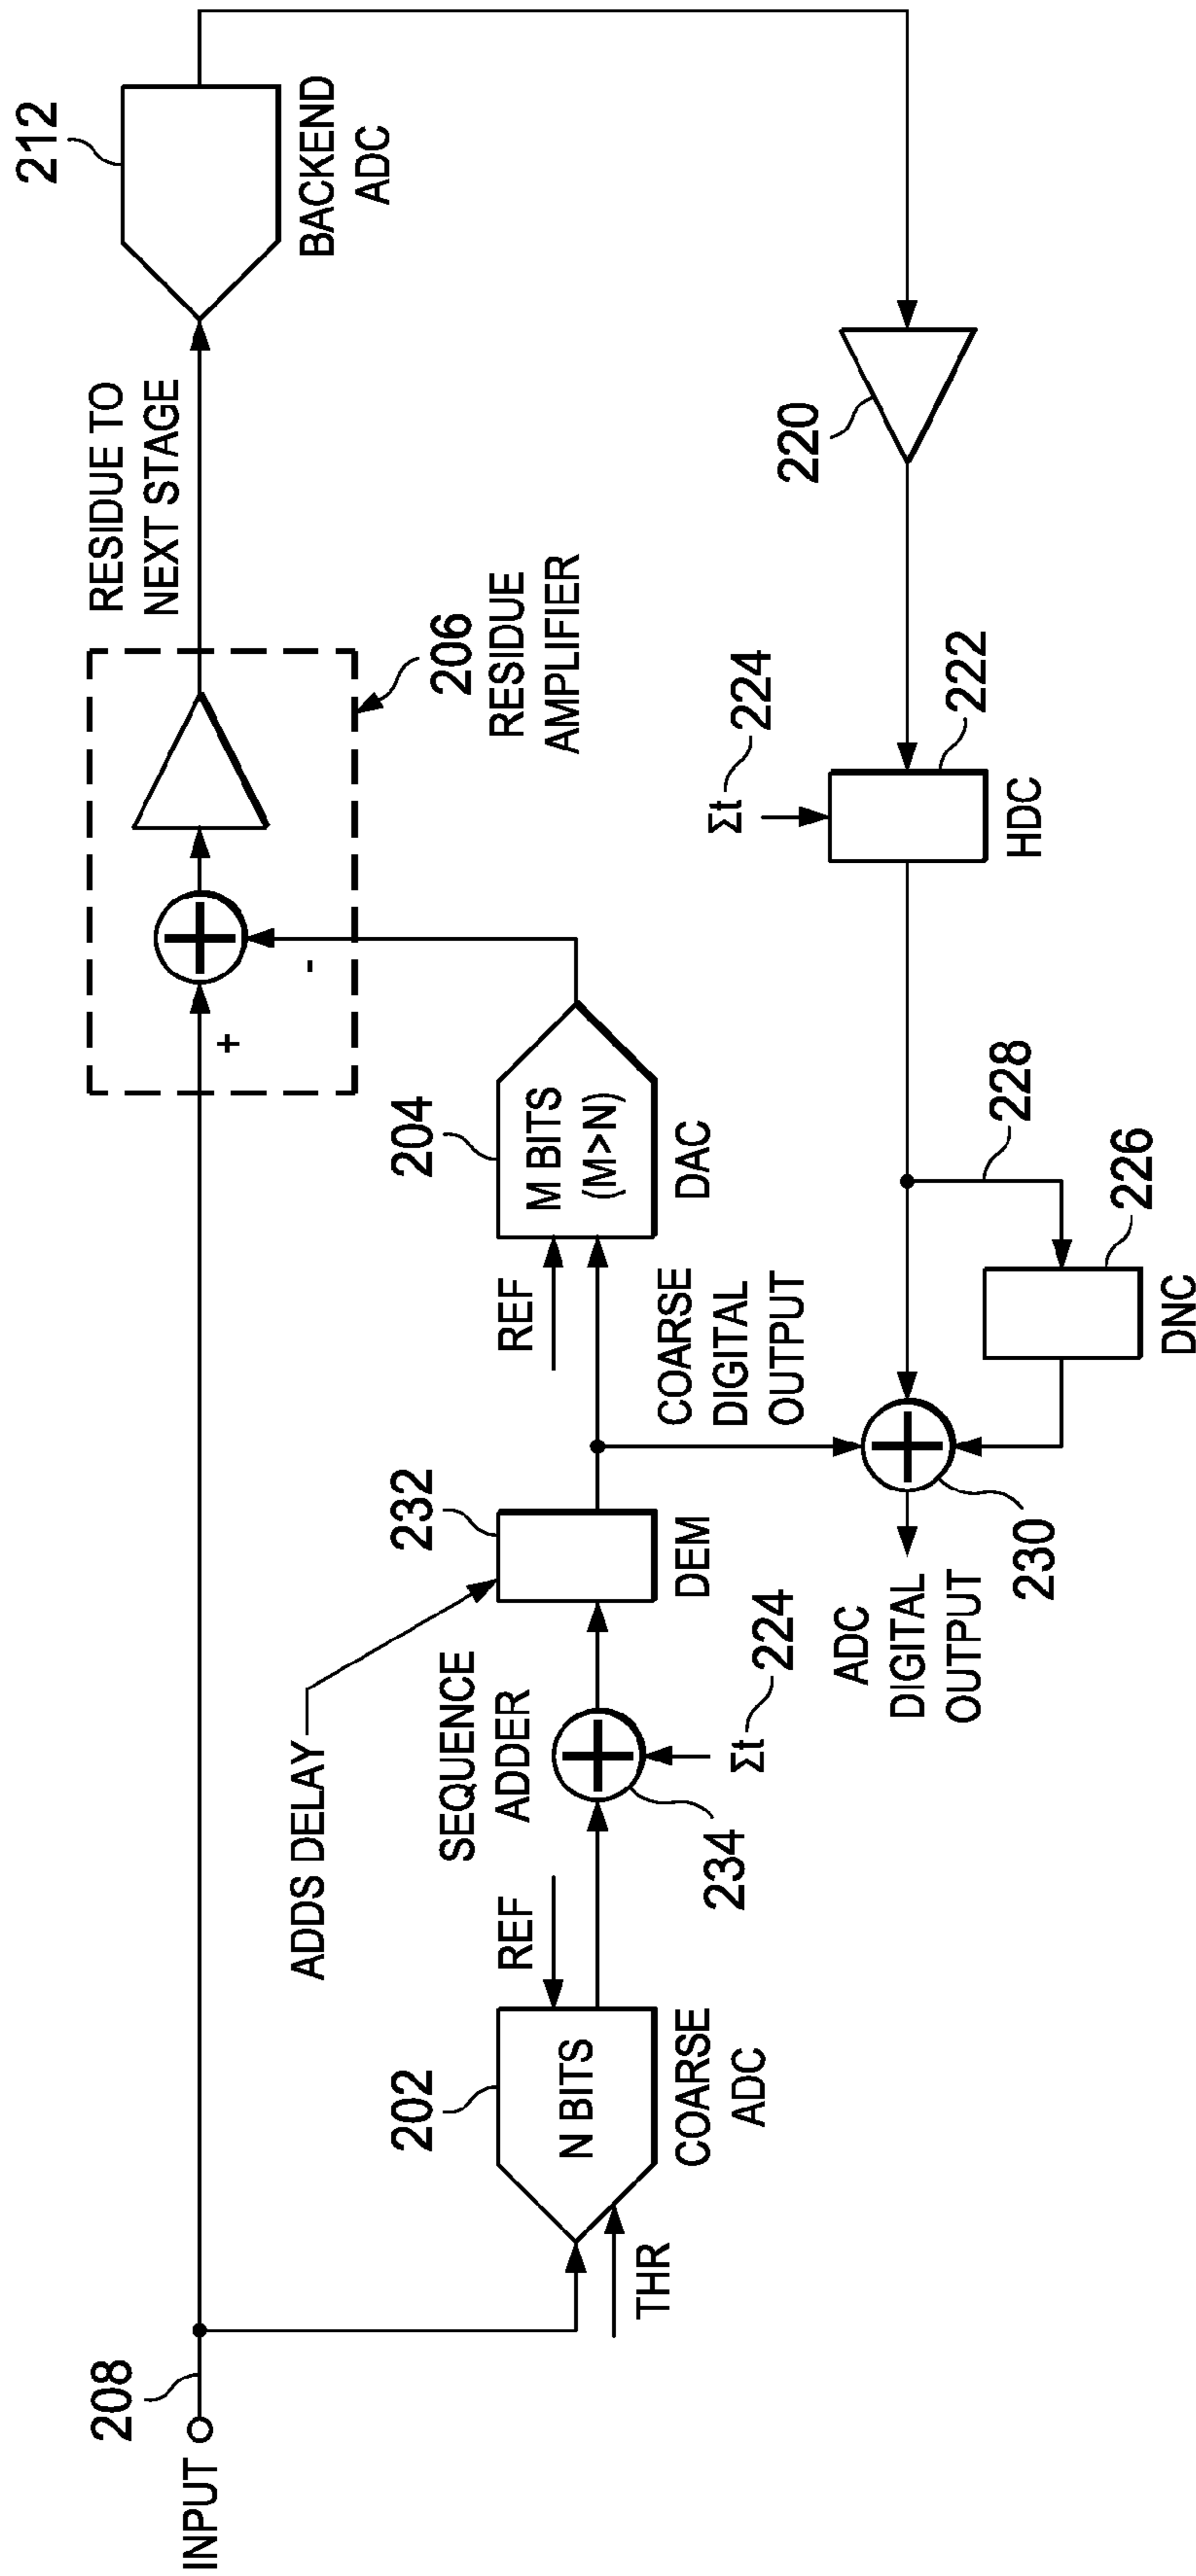 INPUT
208
THR
202
N BITS
COARSE
ADC
REF
ADDS DELAY
SEQUENCE
ADDER
234
Σt
224
232
DEM
REF
204
M BITS
(M>N)
DAC
COARSE
DIGITAL
OUTPUT
+
-
206
RESIDUE
AMPLIFIER
RESIDUE TO
NEXT STAGE
212
BACKEND
ADC
220
Σt
224
222
HDC
228
226
DNC
230
ADC
DIGITAL
OUTPUT